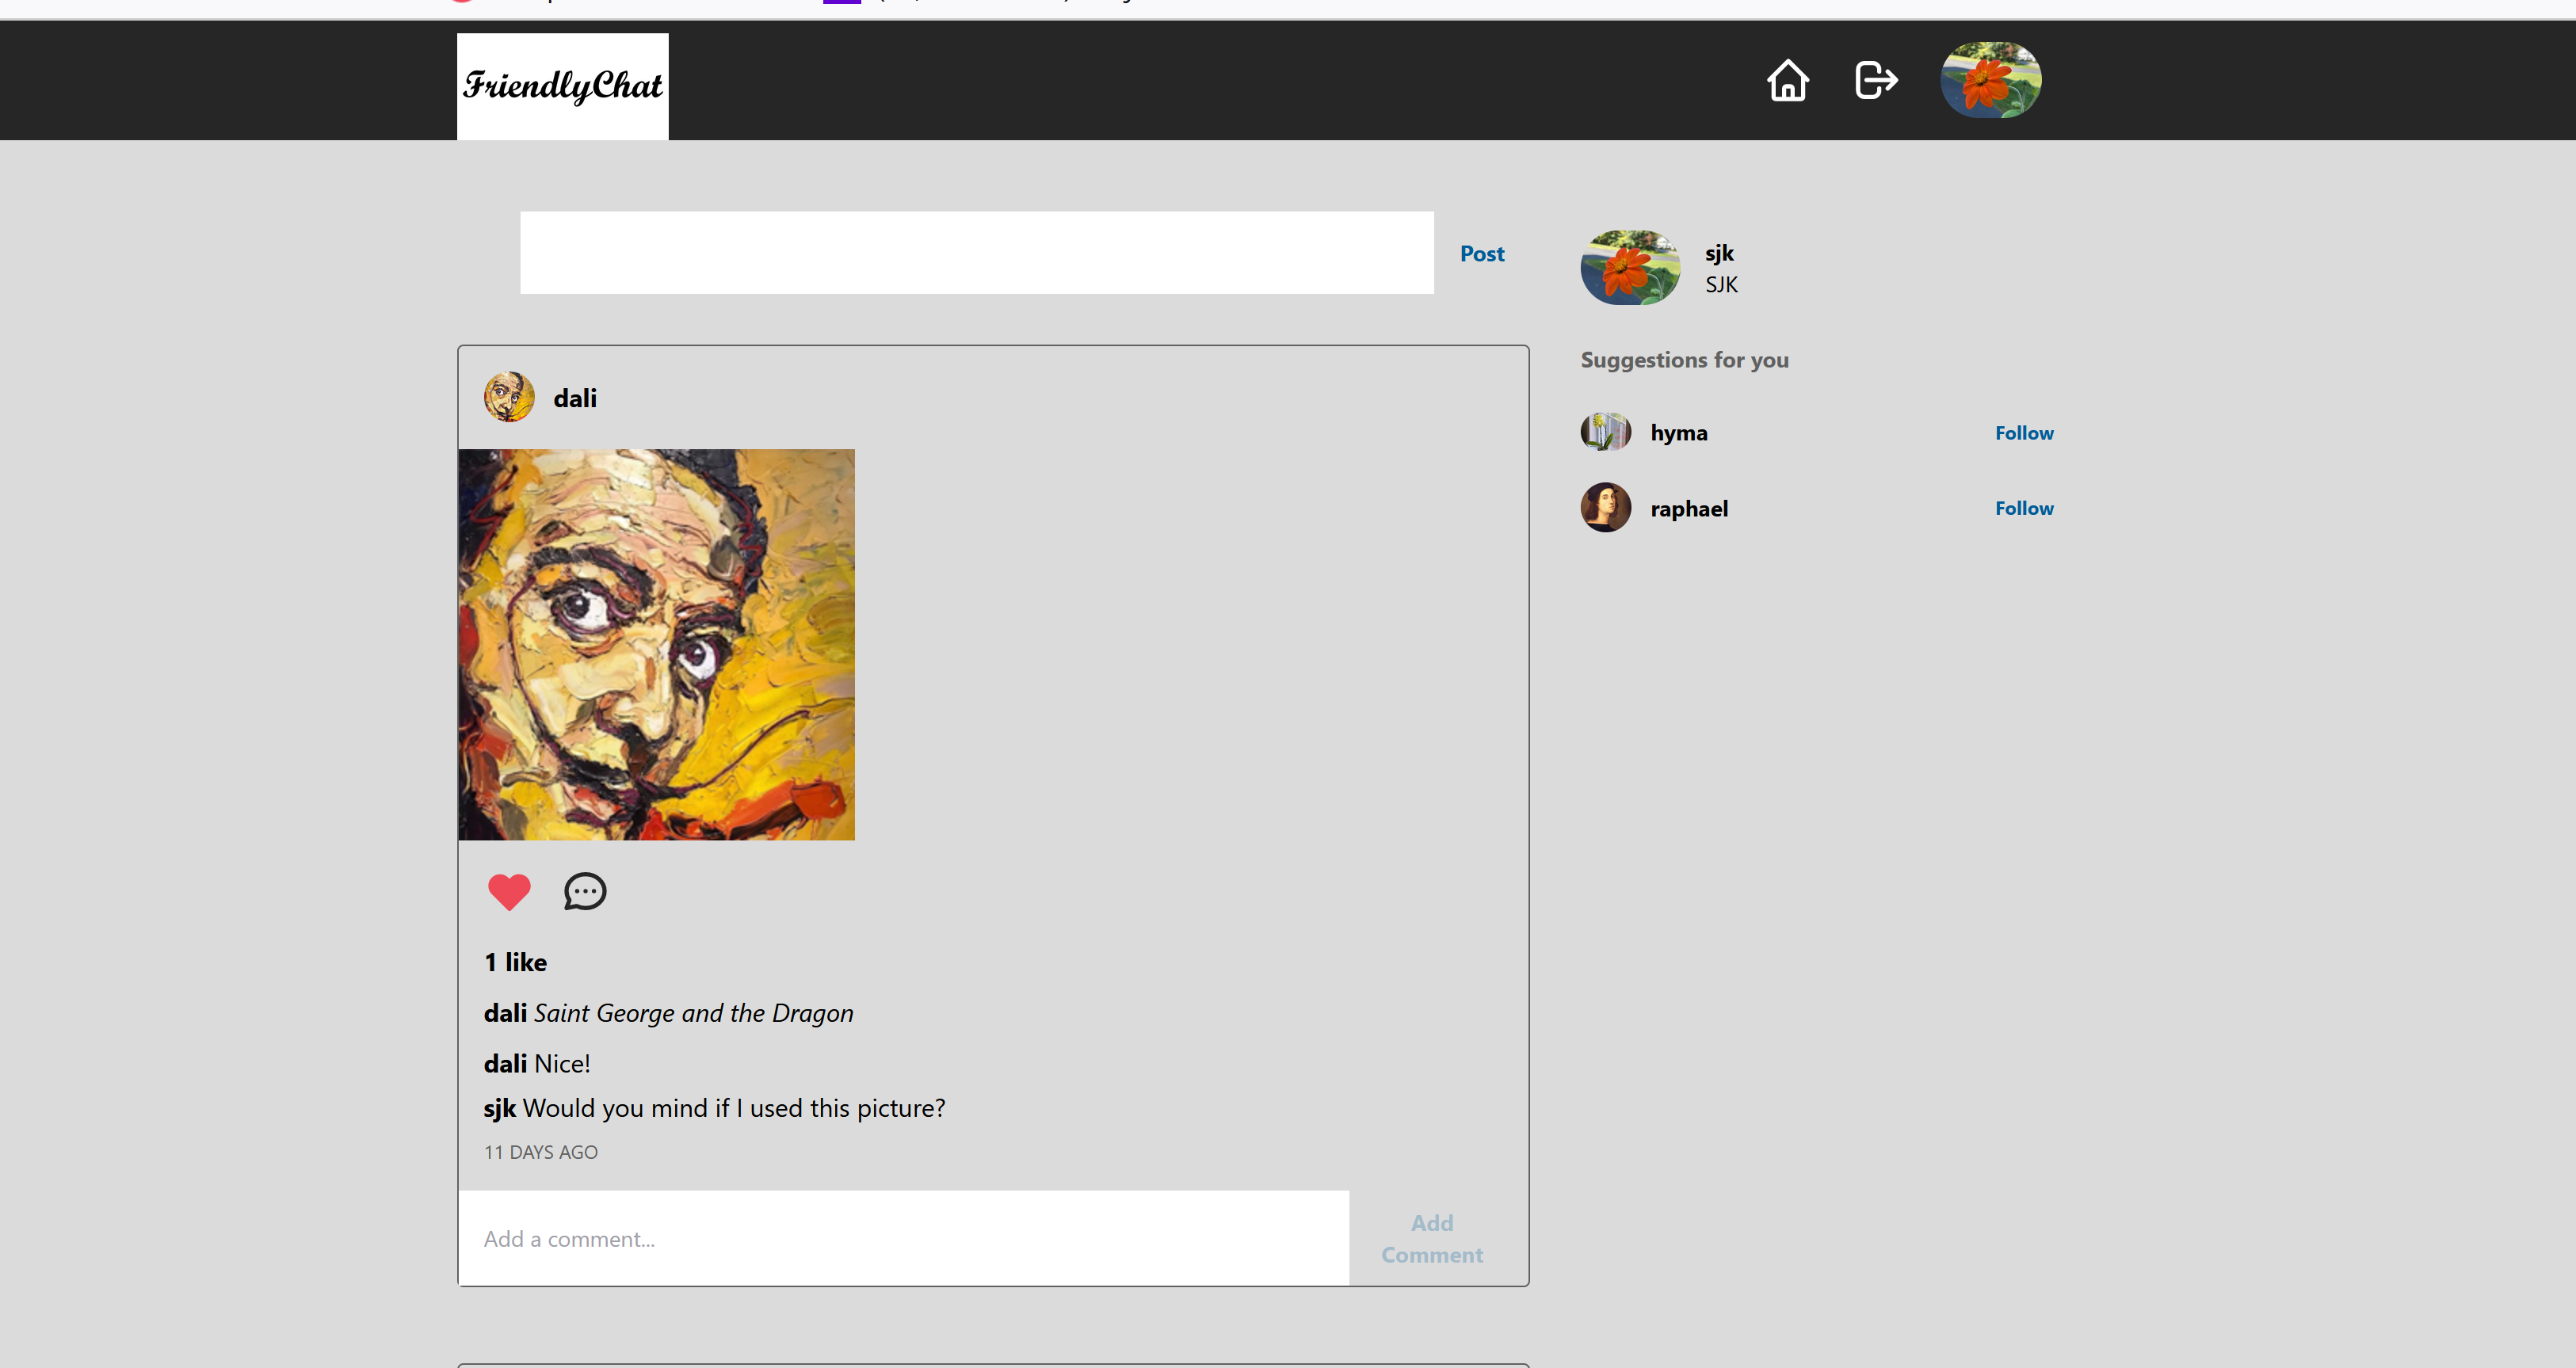 FriendlyChat
Post
sjk
SJK
Suggestions for you
hyma Follow
raphael Follow
dali
1 like
dali Saint George and the Dragon
dali Nice!
sjk Would you mind if I used this picture?
11 DAYS AGO
Add a comment...
Add
Comment